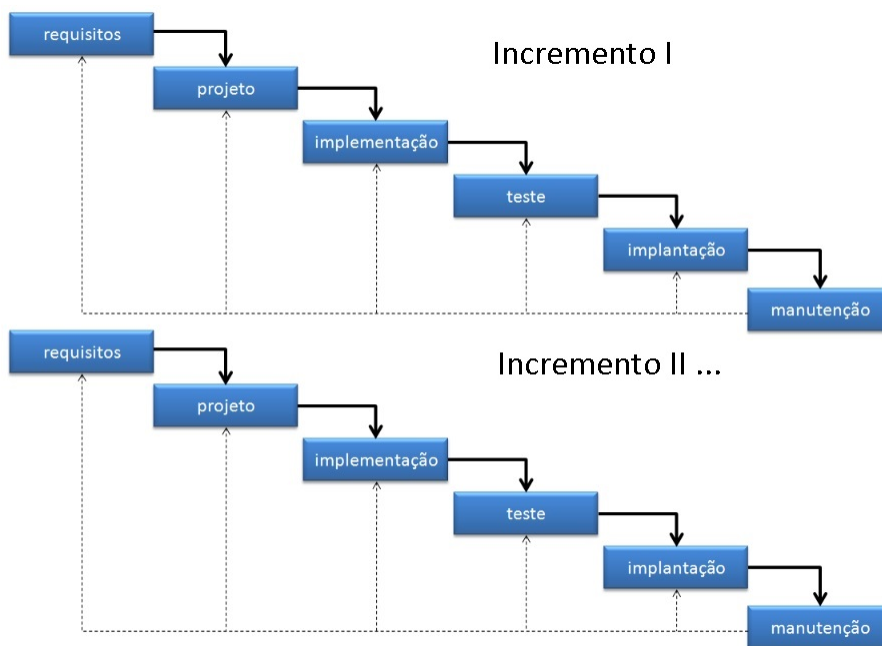 requisitos
Incremento I
projeto
implementação
teste
implantação
manutenção
requisitos
Incremento II ...
projeto
implementação
teste
implantação
manutenção